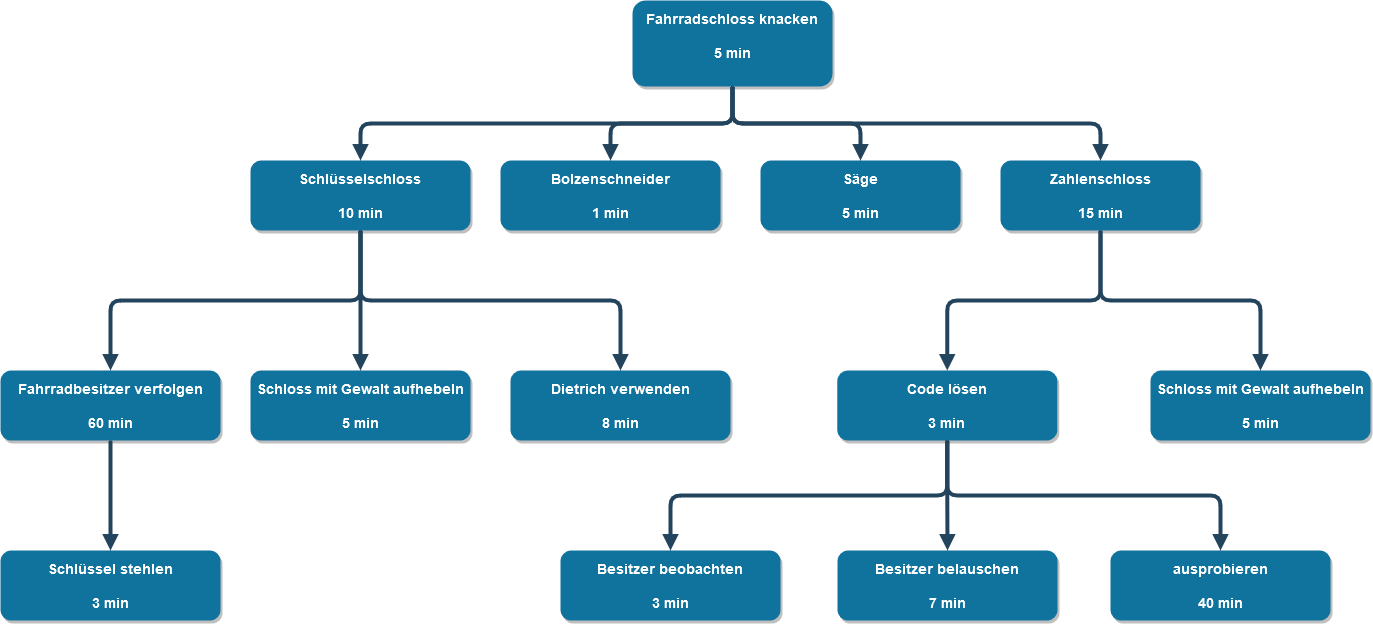 Fahrradschloss knacken
5 min
Schlüsselschloss
10 min
Bolzenschneider
1 min
Säge
5 min
Zahlenschloss
15 min
Fahrradbesitzer verfolgen
60 min
Schloss mit Gewalt aufhebeln
5 min
Dietrich verwenden
8 min
Code lösen
3 min
Schloss mit Gewalt aufhebeln
5 min
Schlüssel stehlen
3 min
Besitzer beobachten
3 min
Besitzer belauschen
7 min
ausprobieren
40 min